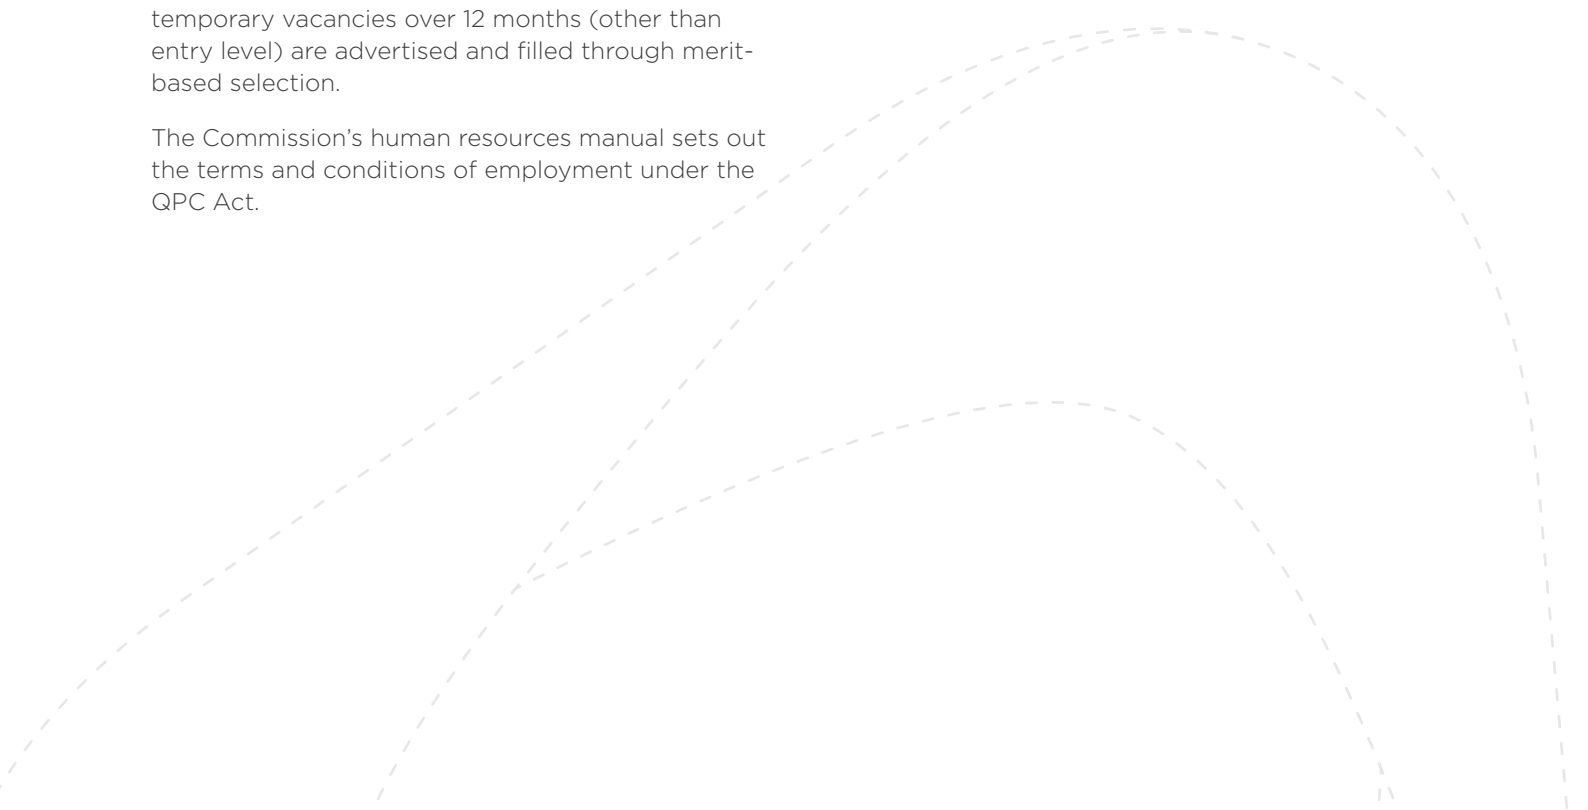 temporary vacancies over 12 months (other than
entry level) are advertised and filled through merit-
based selection.
The Commission’s human resources manual sets out
the terms and conditions of employment under the
QPC Act.